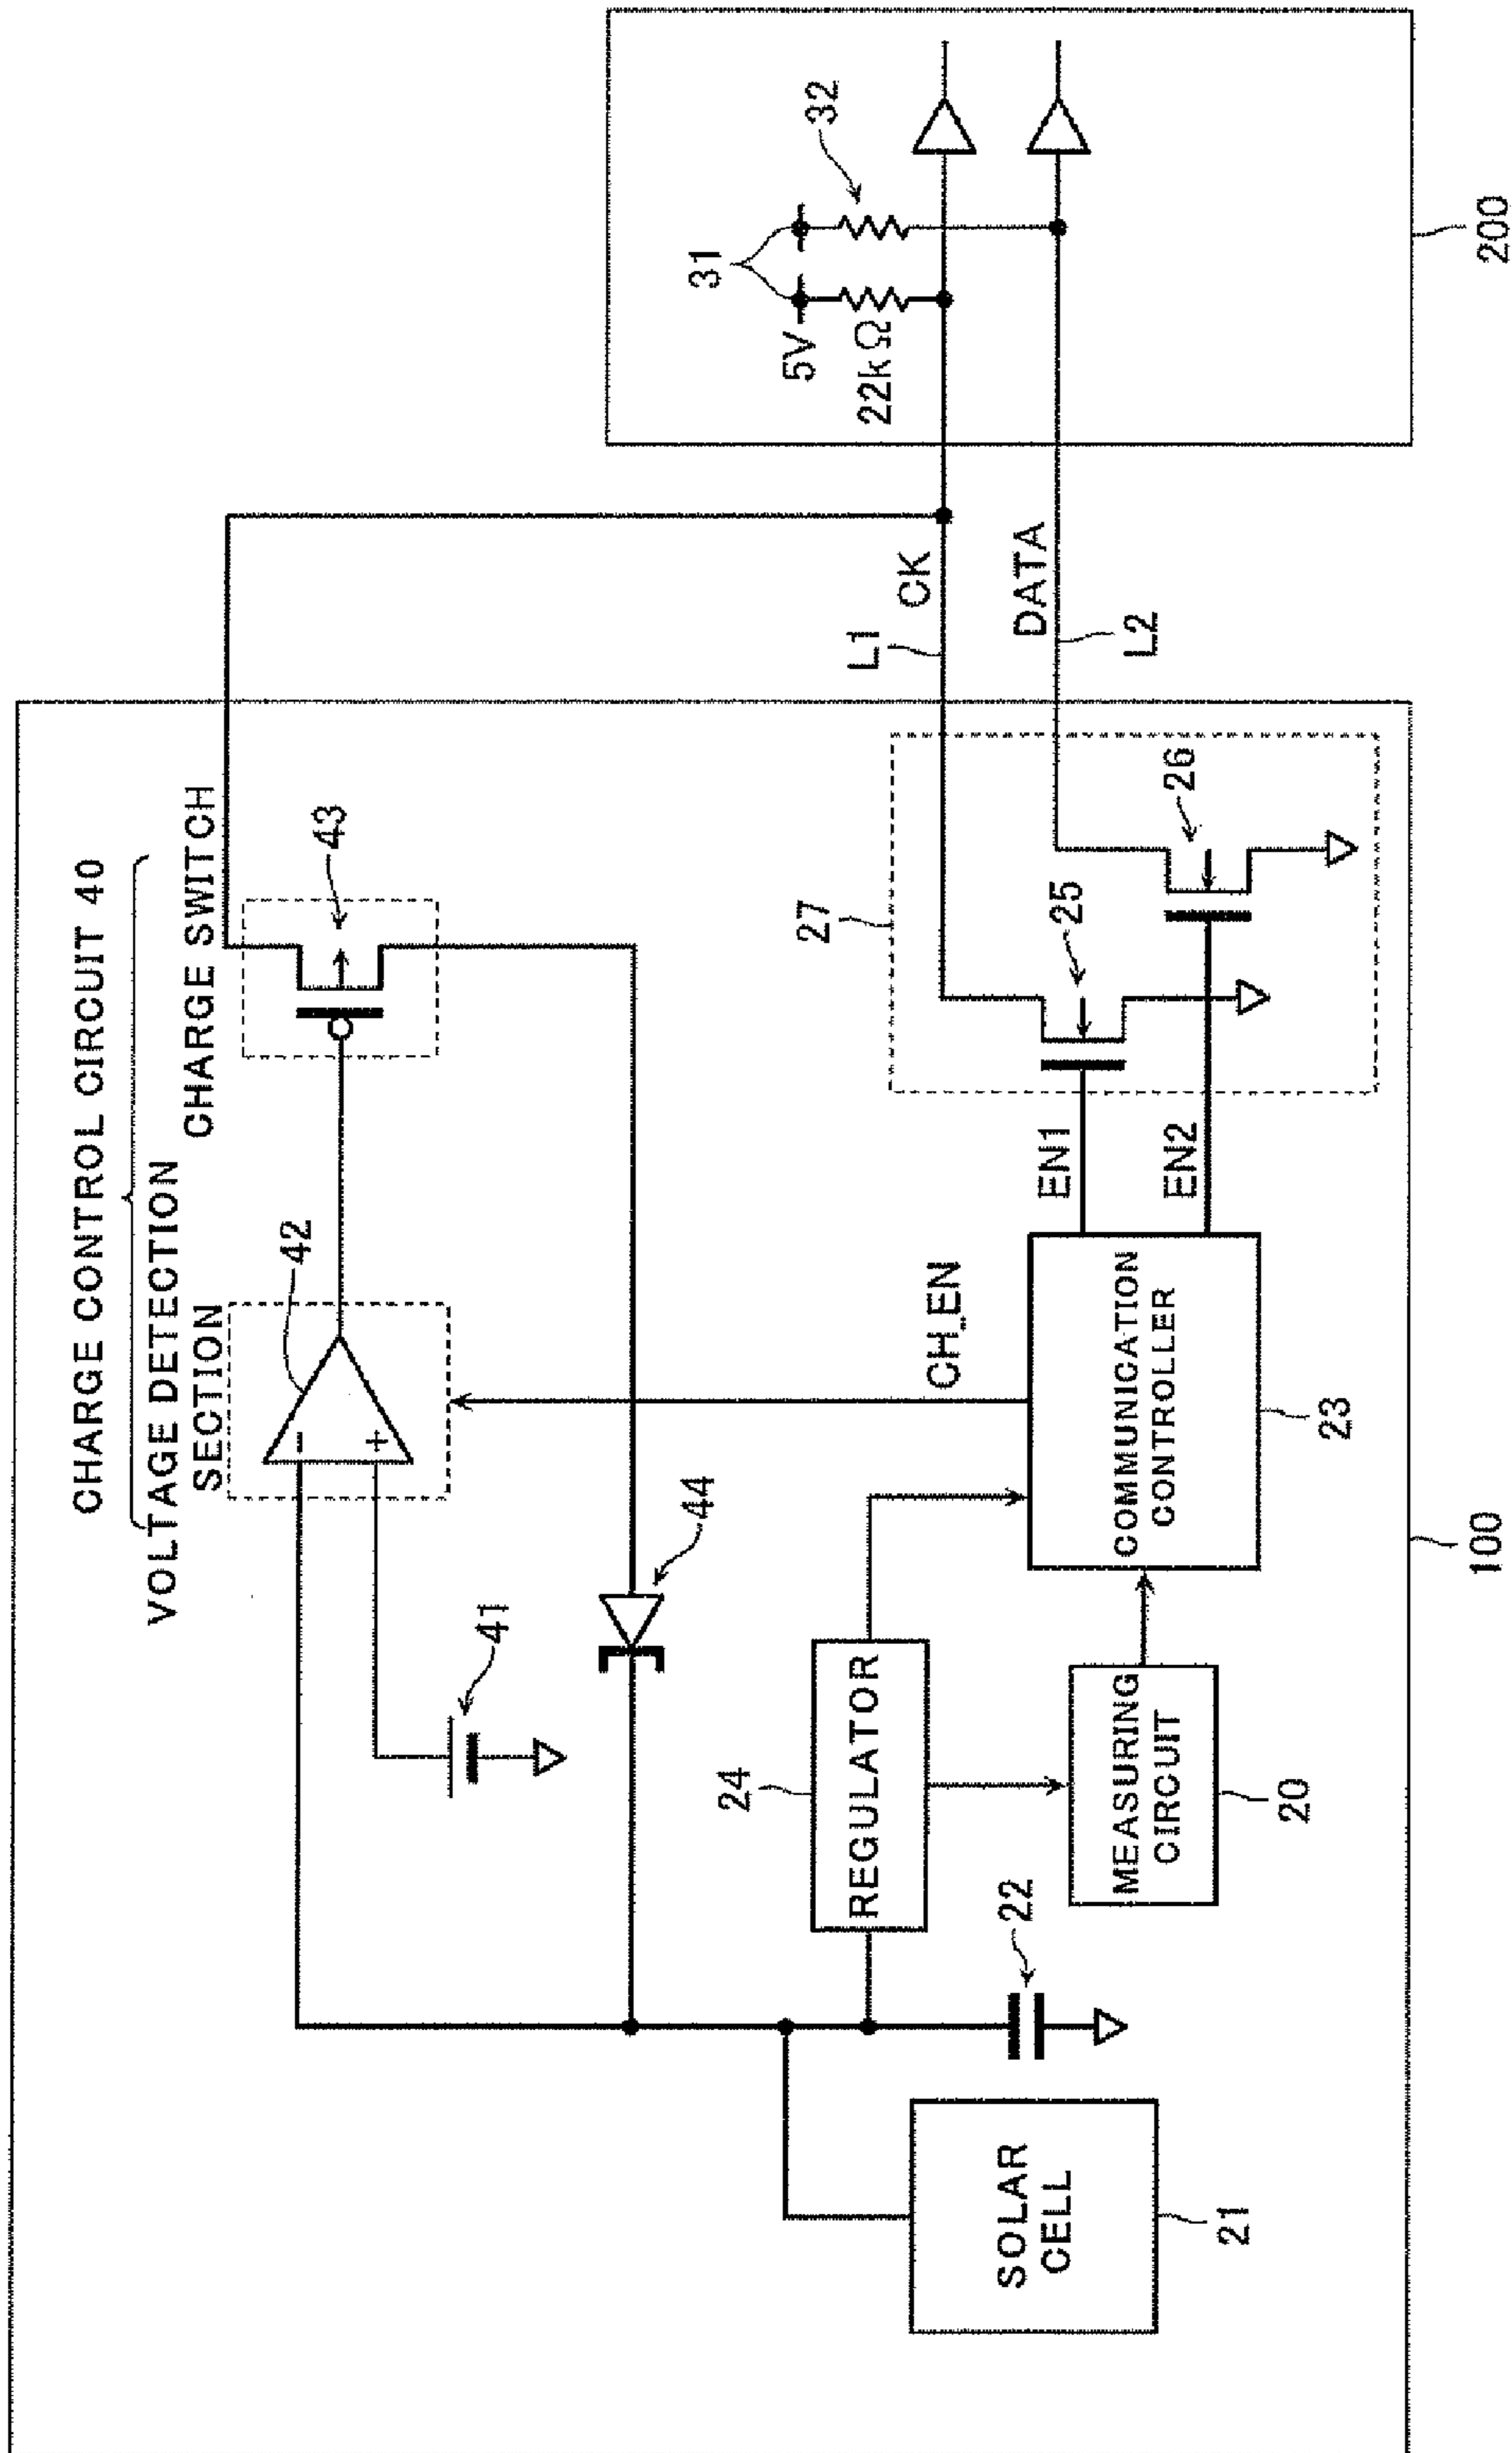 CHARGE CONTROL CIRCUIT 40
VOLTAGE DETECTION
SECTION
CHARGE SWITCH
42
43
41
44
CH_EN
24
REGULATOR
22
SOLAR
CELL
21
MEASURING
CIRCUIT
20
COMMUNICATION
CONTROLLER
23
EN1
EN2
27
25
26
L1
CK
DATA
L2
31
5V
22kΩ
32
100
200
-
+